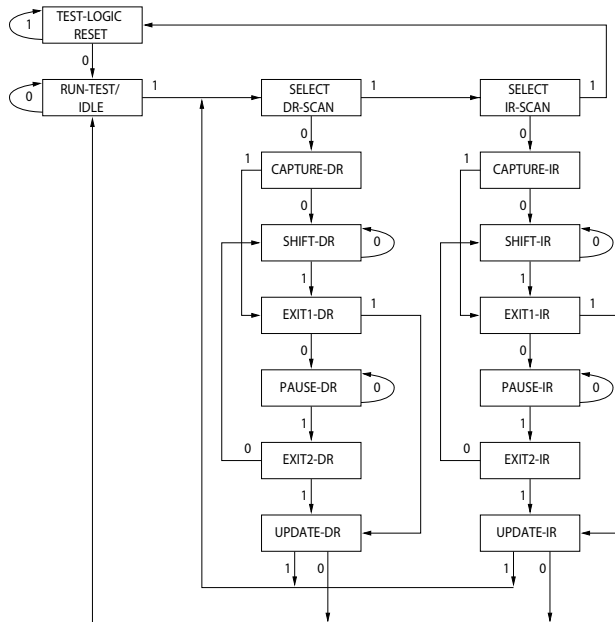 TEST-LOGIC
RESET
1
0
RUN-TEST/
IDLE
0
1
SELECT
DR-SCAN
1
SELECT
IR-SCAN
1
0
0
1
CAPTURE-DR
1
CAPTURE-IR
0
0
SHIFT-DR
0
SHIFT-IR
0
1
1
EXIT1-DR
1
EXIT1-IR
1
0
0
PAUSE-DR
0
PAUSE-IR
0
1
1
0
EXIT2-DR
0
EXIT2-IR
1
1
UPDATE-DR
UPDATE-IR
1
0
1
0